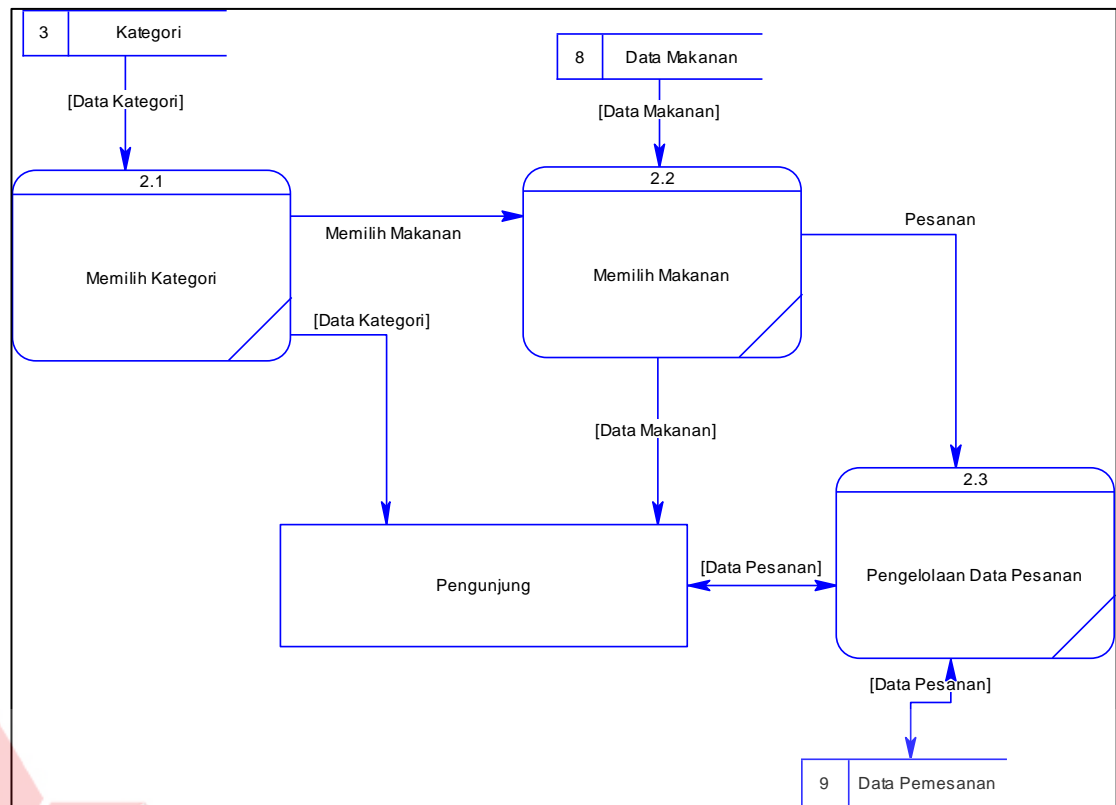 3 Kategori
8 Data Makanan
[Data Kategori]
[Data Makanan]
2.1
2.2
Memilih Makanan
Pesanan
Memilih Kategori
Memilih Makanan
[Data Kategori]
[Data Makanan]
2.3
[Data Pesanan]
Pengunjung
Pengelolaan Data Pesanan
[Data Pesanan]
9 Data Pemesanan